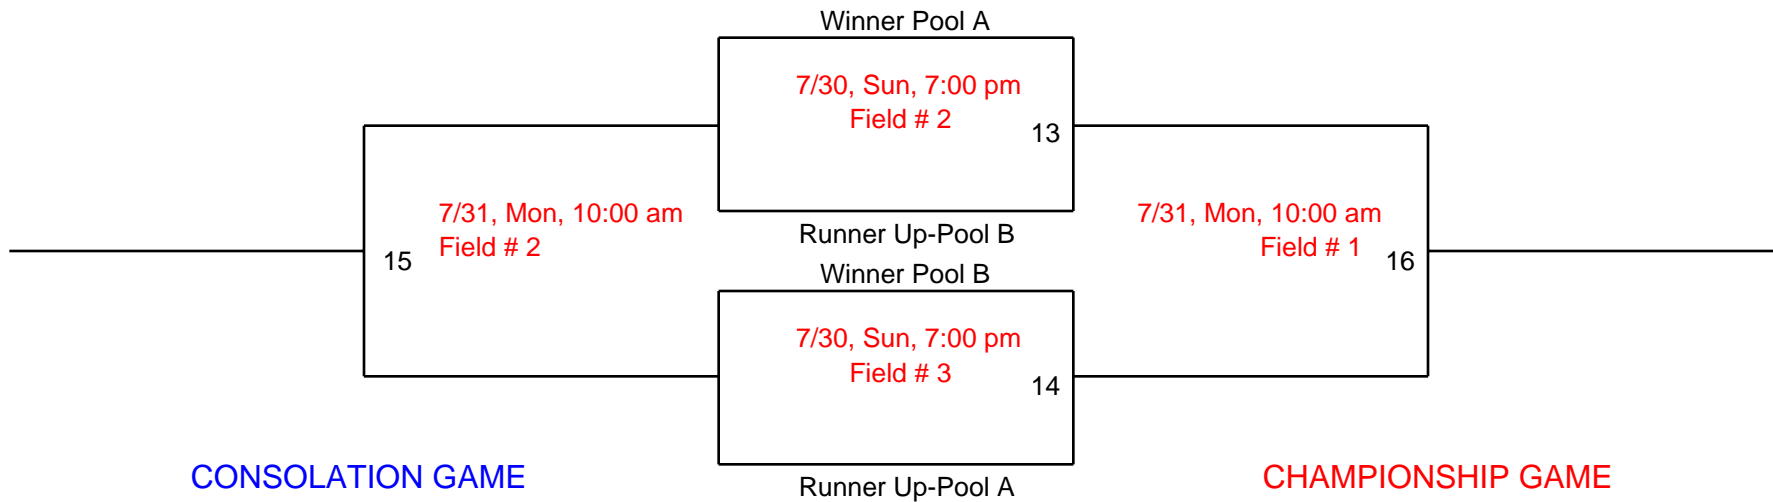 Winner Pool A
7/30, Sun, 7:00 pm
Field # 2
13
7/31, Mon, 10:00 am
Field # 2
15
Runner Up-Pool B
7/31, Mon, 10:00 am
Field # 1
16
Winner Pool B
7/30, Sun, 7:00 pm
Field # 3
14
CONSOLATION GAME
Runner Up-Pool A
CHAMPIONSHIP GAME